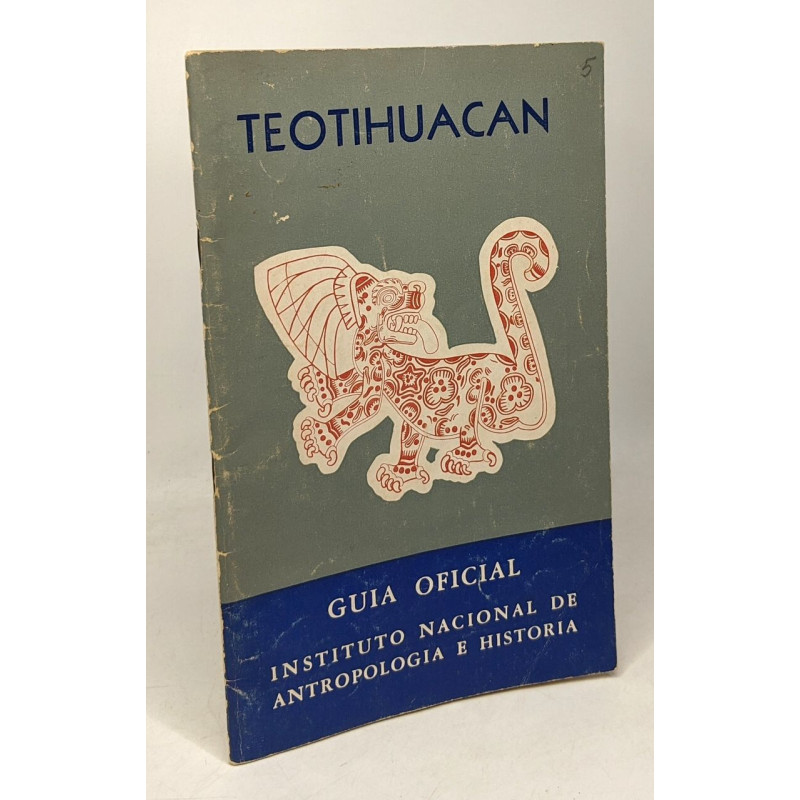 5
TEOTIHUACAN
GUIA OFICIAL
INSTITUTO NACIONAL DE
ANTROPOLOGIA E HISTORIA